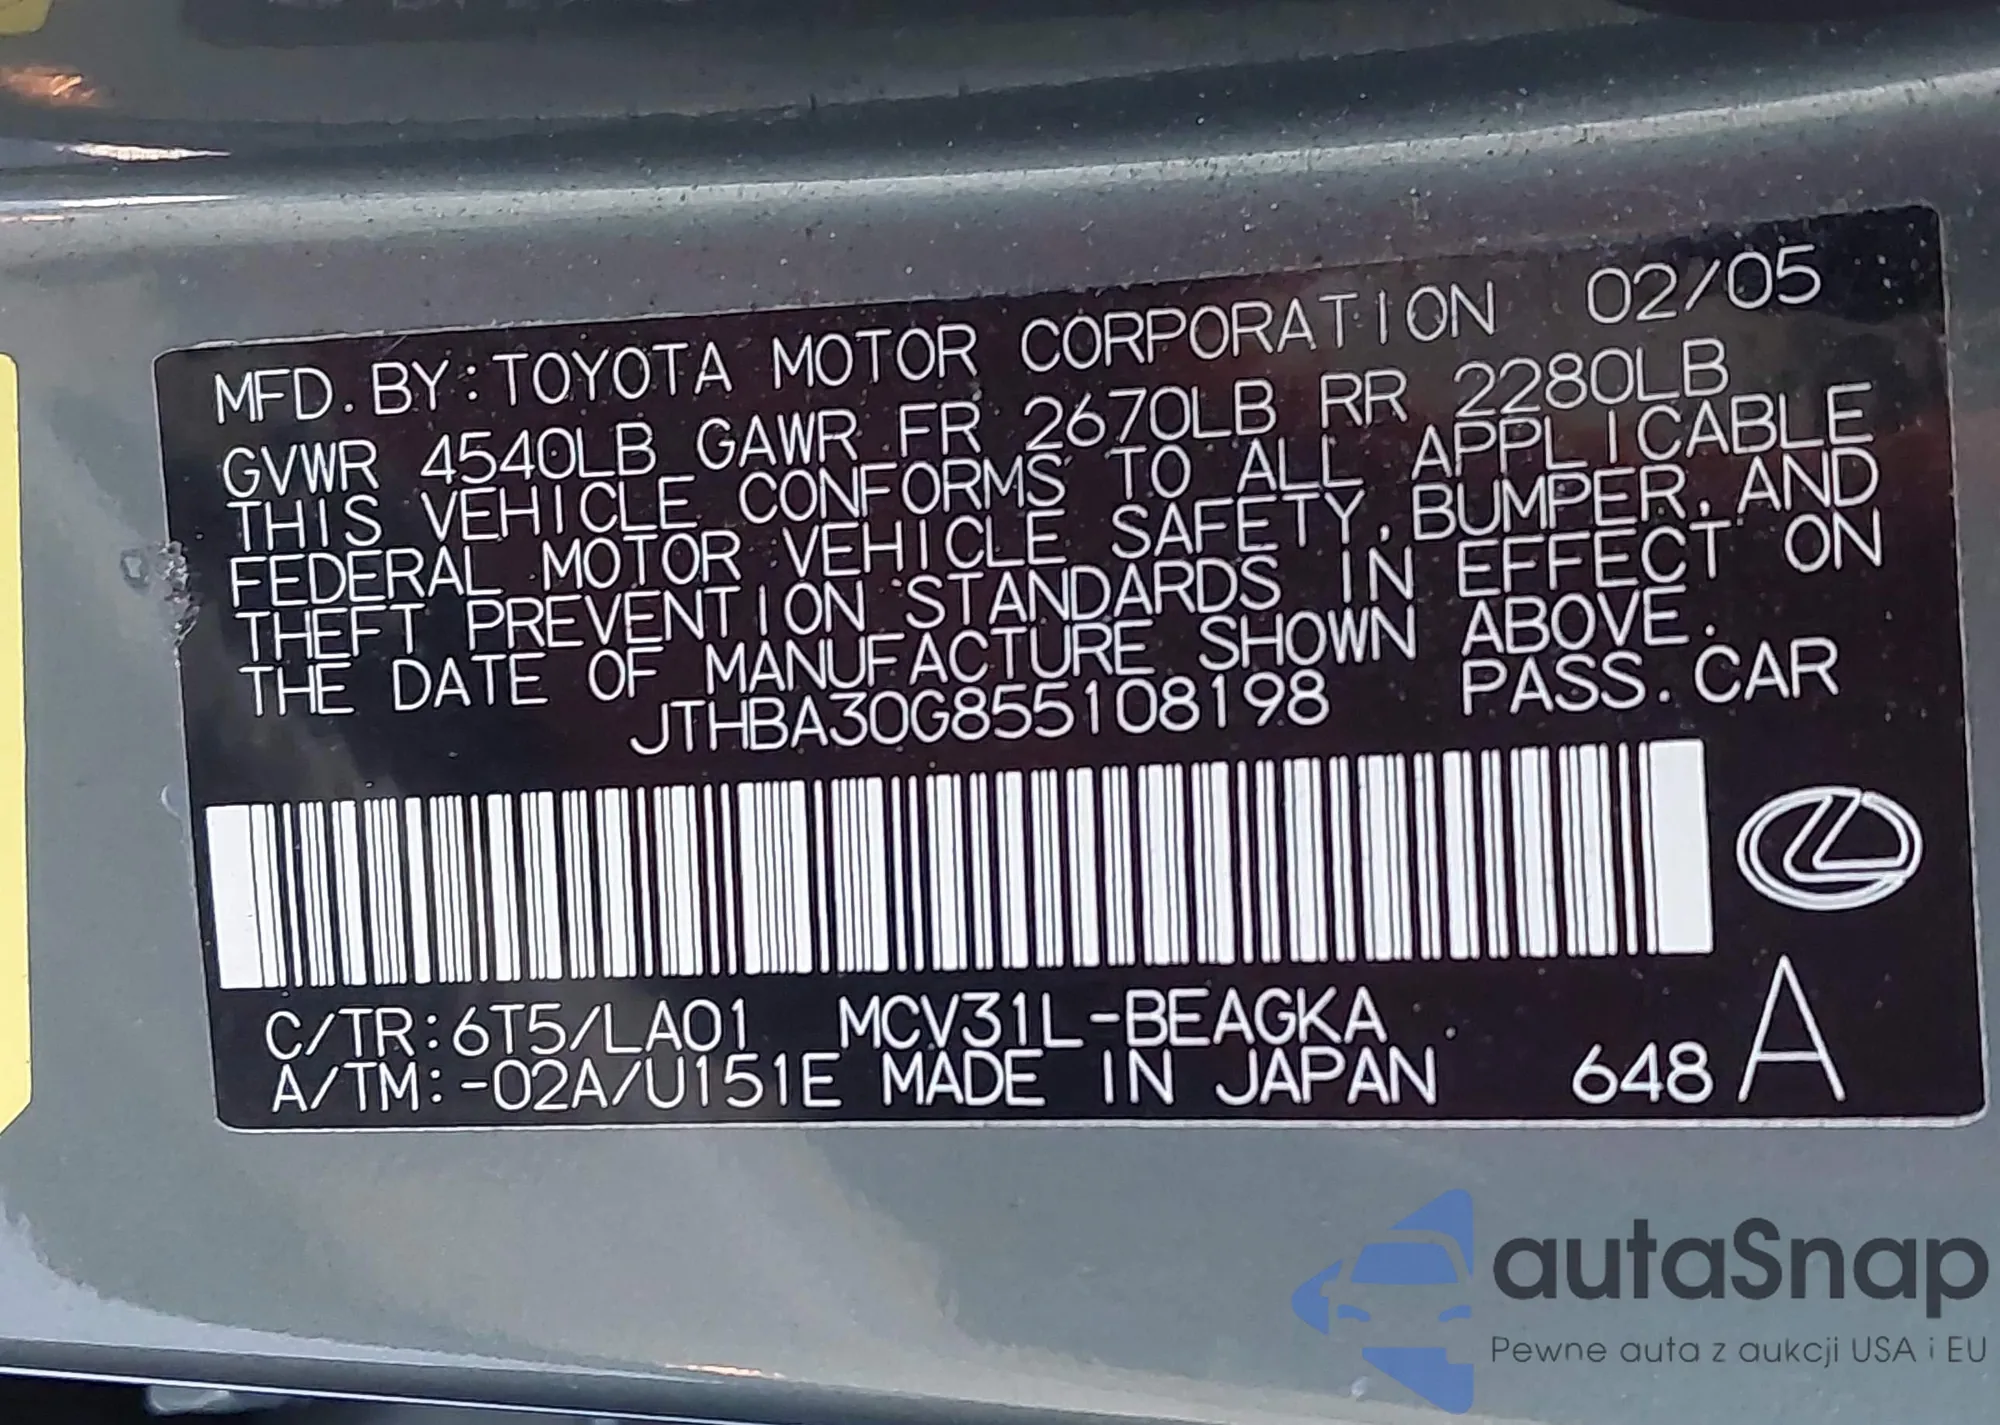 MFD. BY: TOYOTA MOTOR CORPORATION 02/05
GVWR 4540LB GAWR FR 2670LB RR 2280LB
THIS VEHICLE CONFORMS TO ALL APPLICABLE
FEDERAL MOTOR VEHICLE SAFETY, BUMPER, AND
THEFT PREVENTION STANDARDS IN EFFECT ON
THE DATE OF MANUFACTURE SHOWN ABOVE.
JTHBA30G855108198 PASS. CAR
C/TR:6T5/LA01 MCV31L-BEAGKA
A/TM:-02A/U151E MADE IN JAPAN 648 A
autaSnap
Pewne auta z aukcji USA i EU